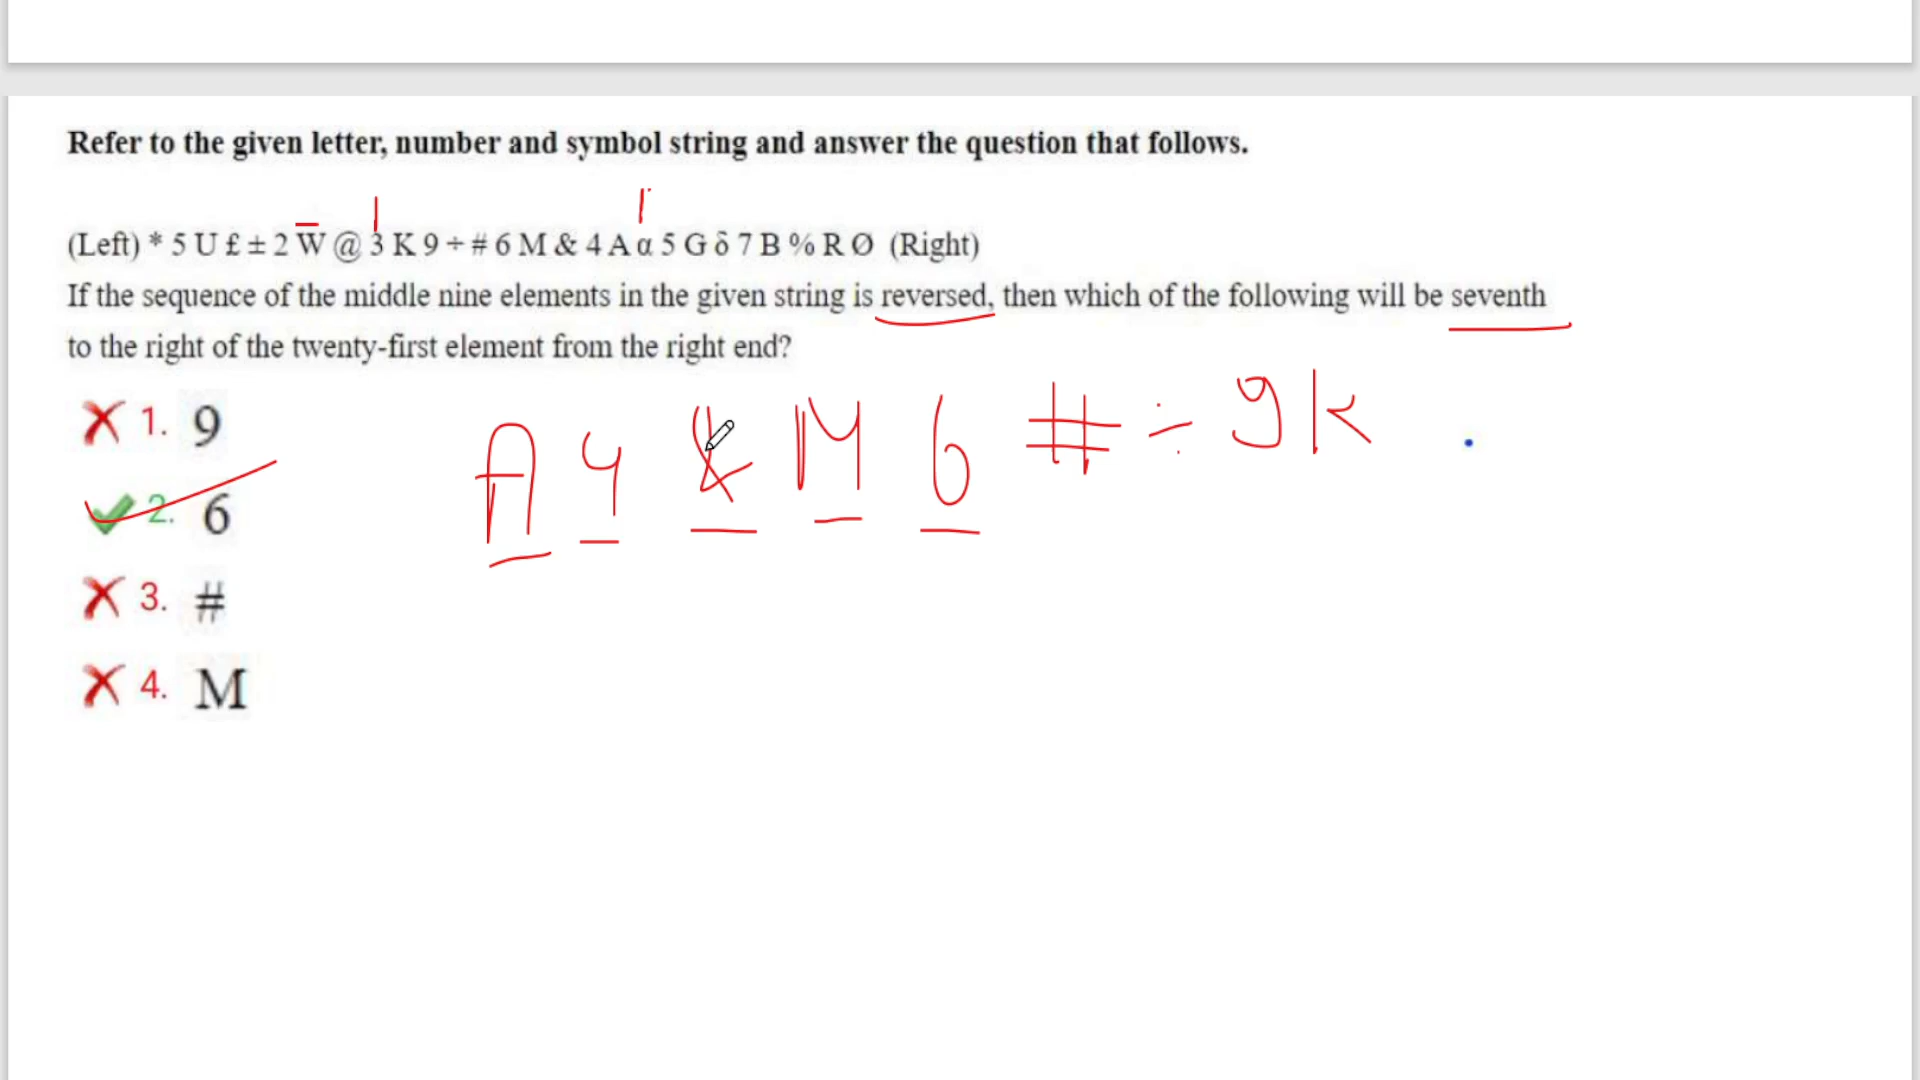 Refer to the given letter, number and symbol string and answer the question that follows.
(Left) * 5 U £ ± 2 W @ 3 K 9 ÷ # 6 M & 4 A α 5 G δ 7 B % R Ø (Right)
If the sequence of the middle nine elements in the given string is reversed, then which of the following will be seventh
to the right of the twenty-first element from the right end?
1. 9
A 4 & M 6 # ÷ 9 K
2. 6
3. #
4. M